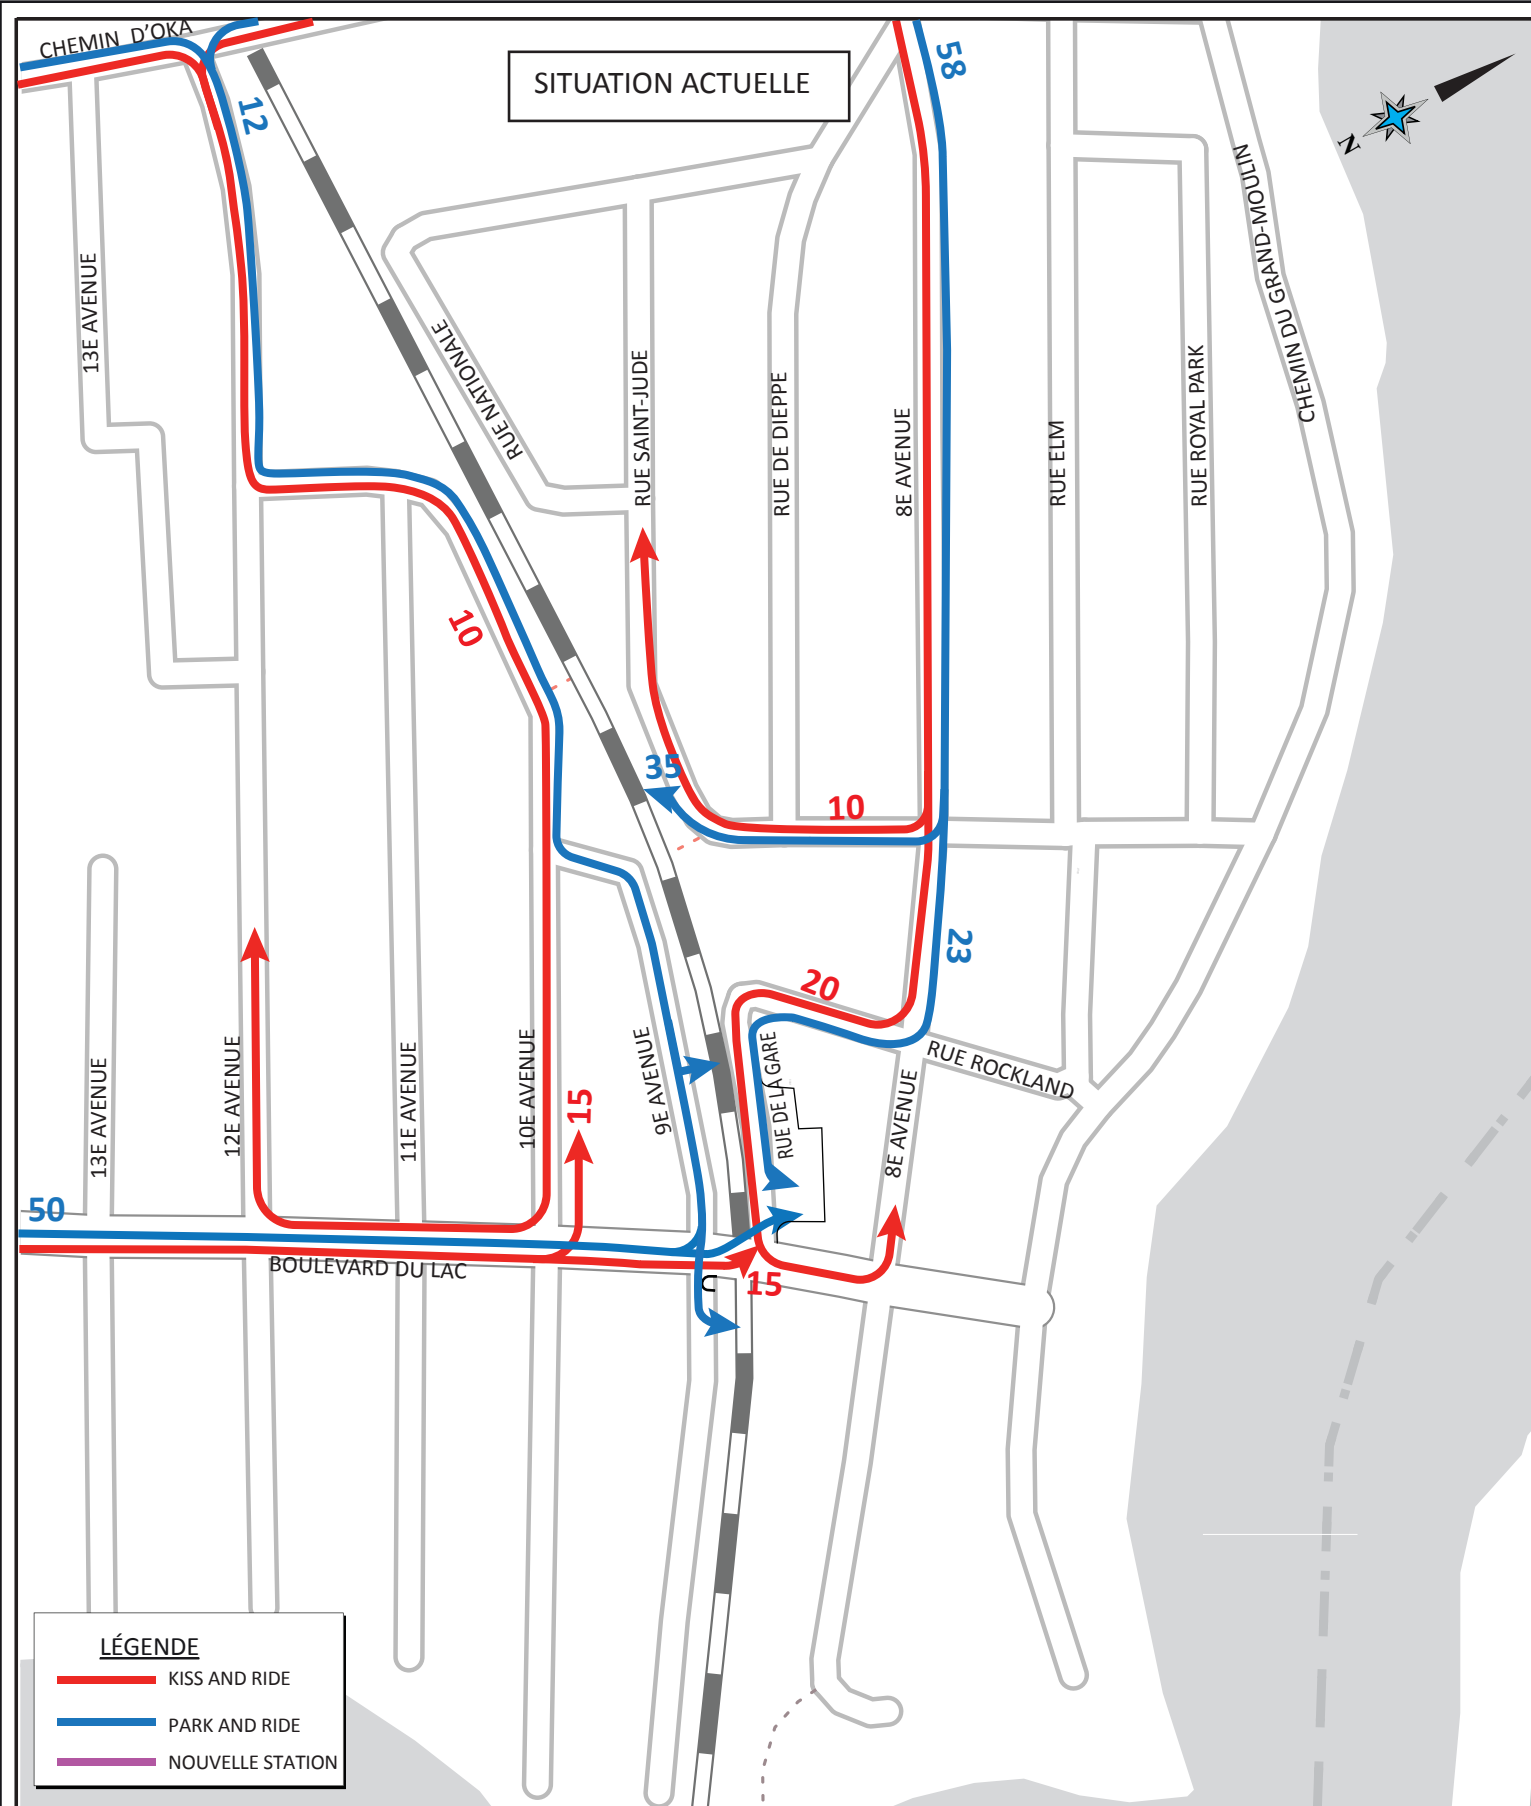 CHEMIN D'OKA
SITUATION ACTUELLE
58
12
N
13E AVENUE
RUE NATIONALE
RUE SAINT-JUDE
RUE DE DIEPPE
8E AVENUE
RUE ELM
RUE ROYAL PARK
CHEMIN DU GRAND-MOULIN
10
35
10
23
20
13E AVENUE
12E AVENUE
11E AVENUE
10E AVENUE
15
9E AVENUE
RUE DE LA GARE
8E AVENUE
RUE ROCKLAND
50
BOULEVARD DU LAC
15
LÉGENDE
KISS AND RIDE
PARK AND RIDE
NOUVELLE STATION